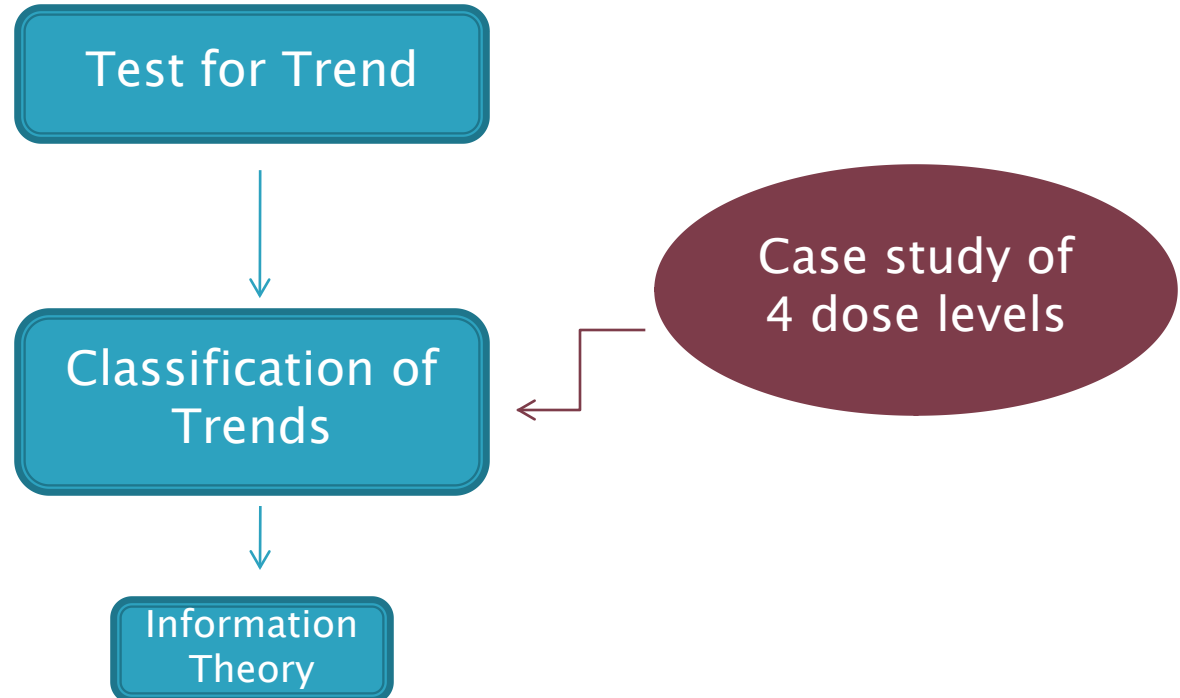 Test for Trend
Case study of
4 dose levels
Classification of
Trends
Information
Theory